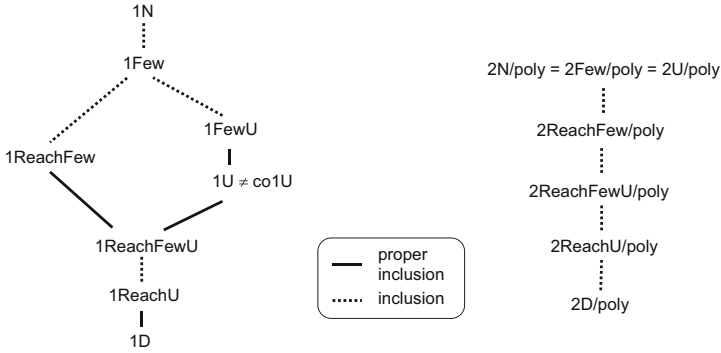 1N
1Few
1FewU
1ReachFew
1U ≠ co1U
1ReachFewU
1ReachU
1D
proper
inclusion
inclusion
2N/poly = 2Few/poly = 2U/poly
2ReachFew/poly
2ReachFewU/poly
2ReachU/poly
2D/poly